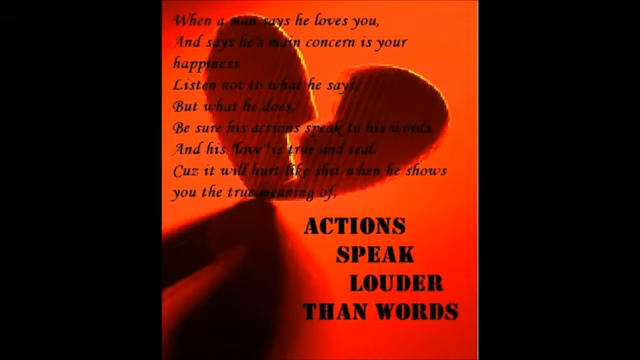 When a man says he loves you,
And says he's main concern is your
happiness
Listen not to what he says,
But what he does,
Be sure his actions speak to his words,
And his "love" is true and real.
Cuz it will hurt like shit when he shows
you the true meaning of,
ACTIONS
SPEAK
LOUDER
THAN WORDS